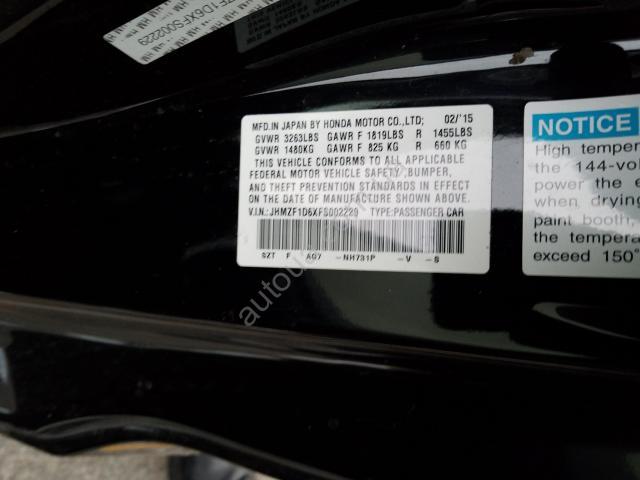 ZF1D6XFS002229
MFD.IN JAPAN BY HONDA MOTOR CO.,LTD; 02/'15
GVWR 3263LBS GAWR F 1819LBS R 1455LBS
GVWR 1480KG GAWR F 825 KG R 660 KG
THIS VEHICLE CONFORMS TO ALL APPLICABLE
FEDERAL MOTOR VEHICLE SAFETY, BUMPER,
AND THEFT PREVENTION STANDARDS IN EFFECT
ON THE DATE OF MANUFACTURE SHOWN ABOVE.
V.I.N.: JHMZF1D6XFS002229 TYPE:PASSENGER CAR
SZT F AG7 -NH731P -V -S
NOTICE
High temper
the 144-vol
power the e
when drying
paint booth,
the tempera
exceed 150°